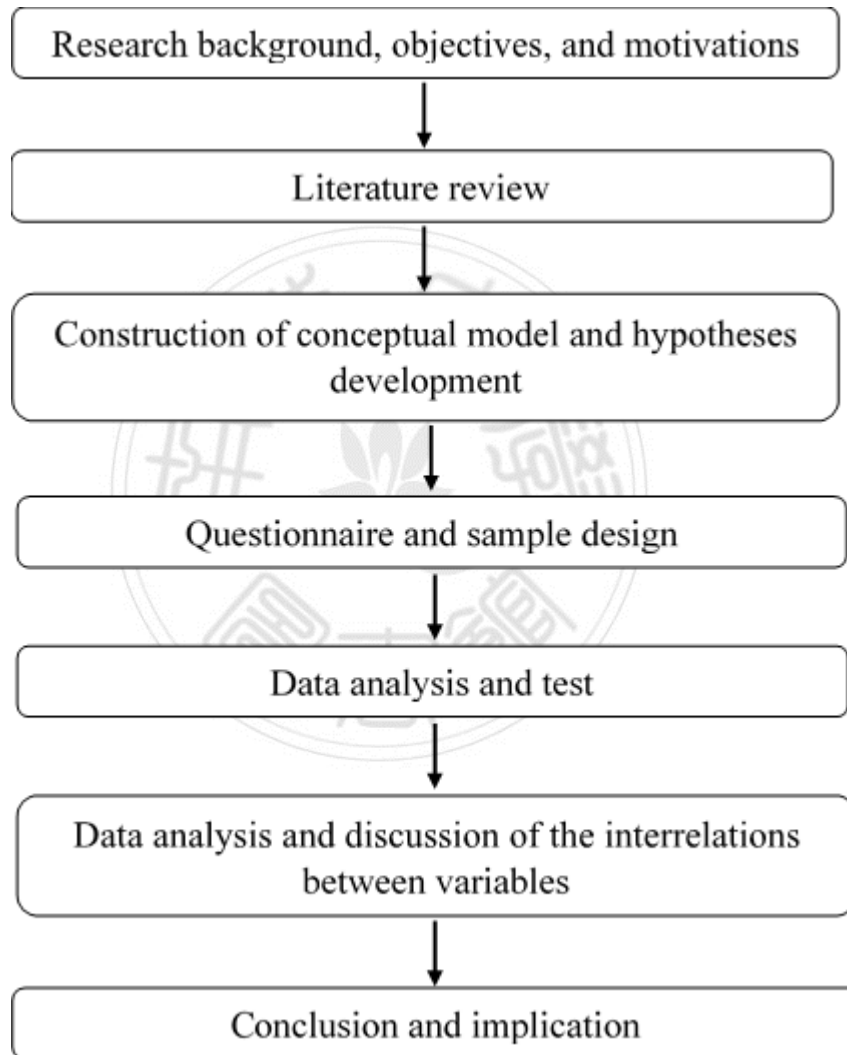 Research background, objectives, and motivations
Literature review
Construction of conceptual model and hypotheses
development
Questionnaire and sample design
Data analysis and test
Data analysis and discussion of the interrelations
between variables
Conclusion and implication